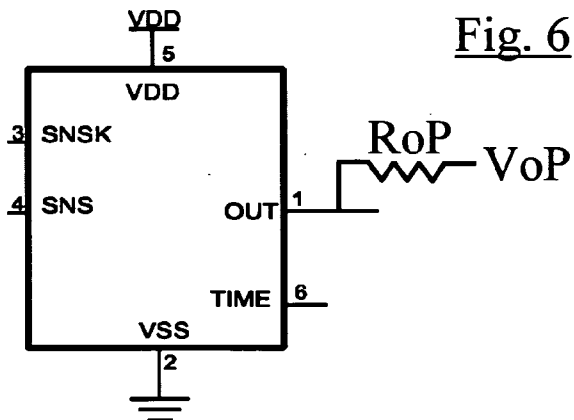 VDD
Fig. 6
5
VDD
3 SNSK
RoP
VoP
4 SNS
OUT 1
TIME 6
VSS
2